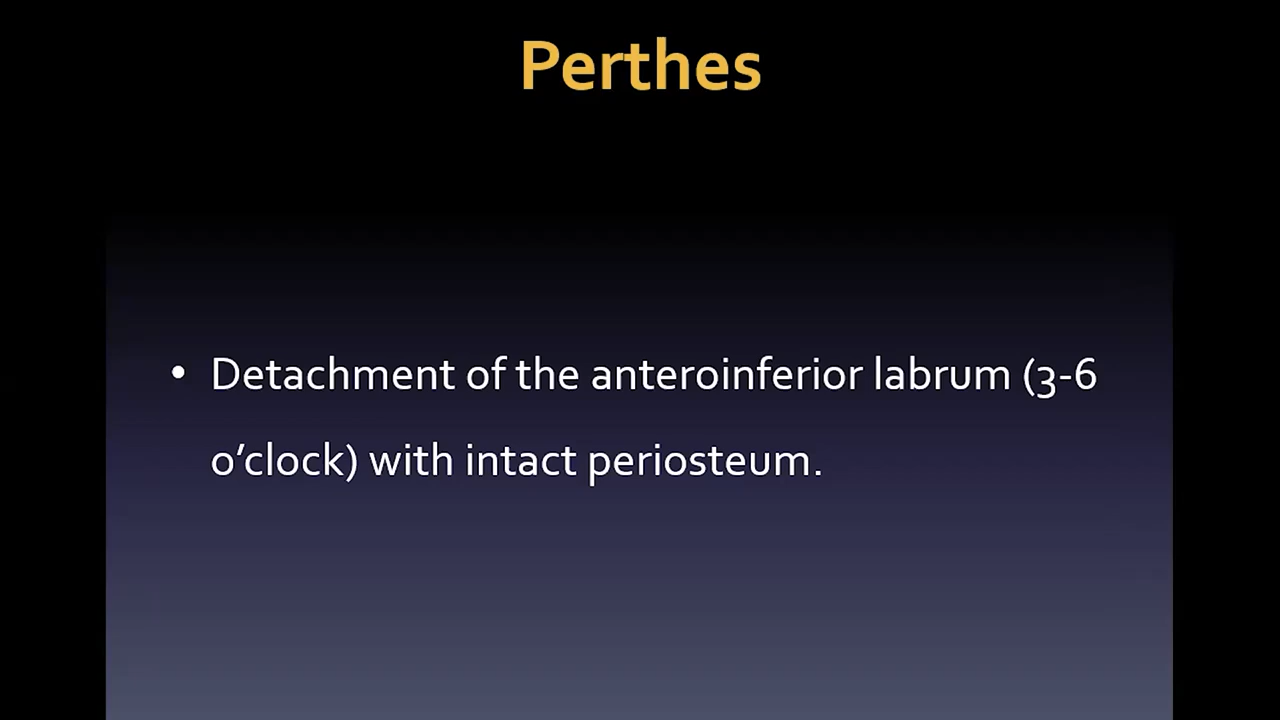 Perthes
• Detachment of the anteroinferior labrum (3-6
o’clock) with intact periosteum.